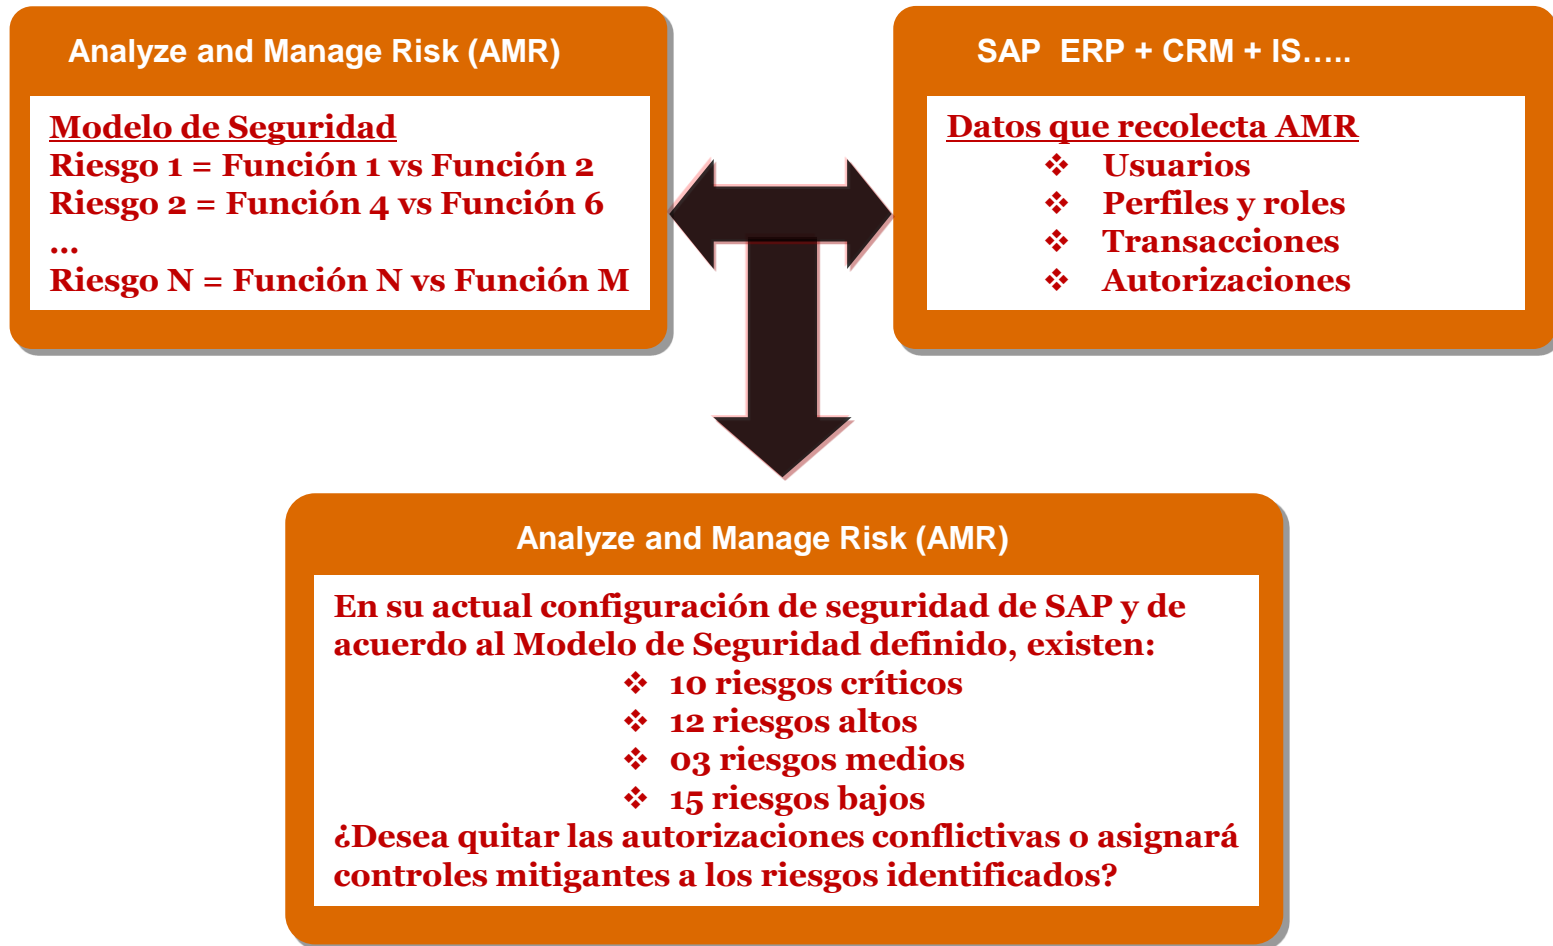 Analyze and Manage Risk (AMR)
Modelo de Seguridad
Riesgo 1 = Función 1 vs Función 2
Riesgo 2 = Función 4 vs Función 6
...
Riesgo N = Función N vs Función M
SAP ERP + CRM + IS.....
Datos que recolecta AMR
❖ Usuarios
❖ Perfiles y roles
❖ Transacciones
❖ Autorizaciones
Analyze and Manage Risk (AMR)
En su actual configuración de seguridad de SAP y de
acuerdo al Modelo de Seguridad definido, existen:
❖ 10 riesgos críticos
❖ 12 riesgos altos
❖ 03 riesgos medios
❖ 15 riesgos bajos
¿Desea quitar las autorizaciones conflictivas o asignará
controles mitigantes a los riesgos identificados?